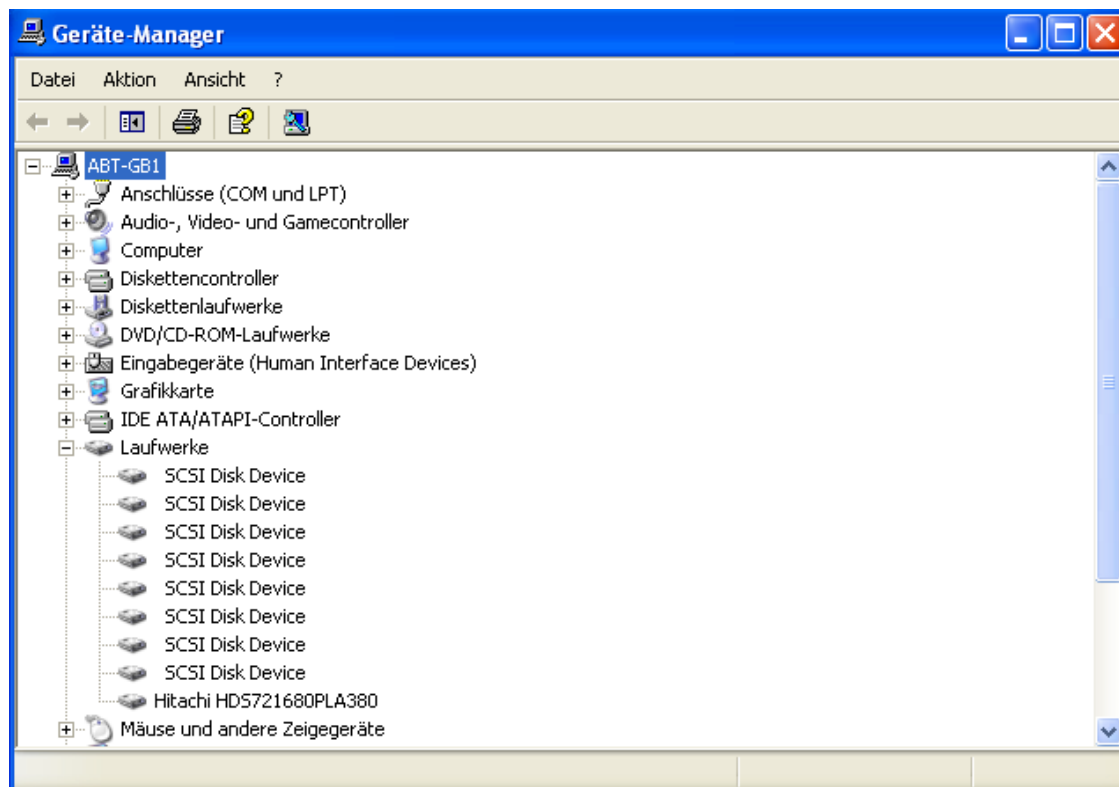 Geräte-Manager
Datei Aktion Ansicht ?
ABT-GB1
Anschlüsse (COM und LPT)
Audio-, Video- und Gamecontroller
Computer
Diskettencontroller
Diskettenlaufwerke
DVD/CD-ROM-Laufwerke
Eingabegeräte (Human Interface Devices)
Grafikkarte
IDE ATA/ATAPI-Controller
Laufwerke
SCSI Disk Device
SCSI Disk Device
SCSI Disk Device
SCSI Disk Device
SCSI Disk Device
SCSI Disk Device
SCSI Disk Device
SCSI Disk Device
Hitachi HDS721680PLA380
Mäuse und andere Zeigegeräte